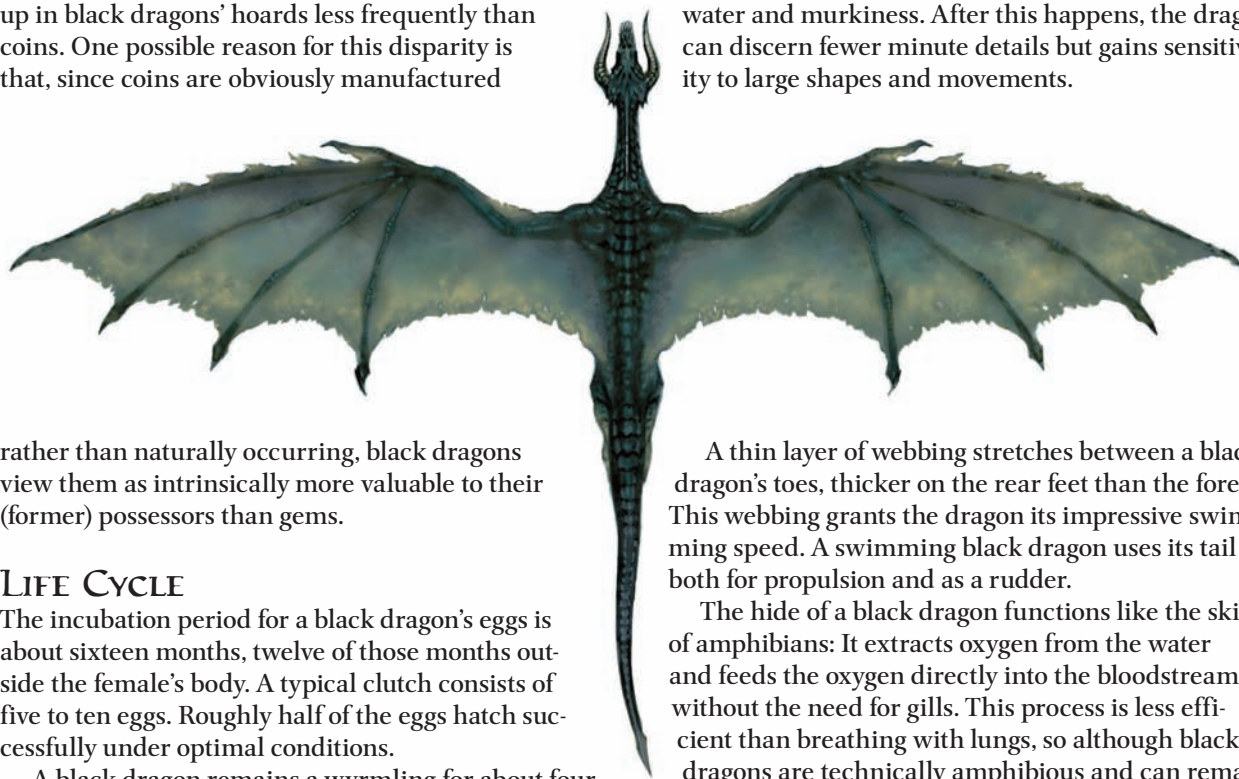 up in black dragons’ hoards less frequently than
coins. One possible reason for this disparity is
that, since coins are obviously manufactured
rather than naturally occurring, black dragons
view them as intrinsically more valuable to their
(former) possessors than gems.
LIFE CYCLE
The incubation period for a black dragon’s eggs is
about sixteen months, twelve of those months out-
side the female’s body. A typical clutch consists of
five to ten eggs. Roughly half of the eggs hatch suc-
cessfully under optimal conditions.
A black dragon remains a wyrmling for about four
water and murkiness. After this happens, the drag
can discern fewer minute details but gains sensitiv
ity to large shapes and movements.
A thin layer of webbing stretches between a blac
dragon’s toes, thicker on the rear feet than the fore
This webbing grants the dragon its impressive swim
ming speed. A swimming black dragon uses its tail
both for propulsion and as a rudder.
The hide of a black dragon functions like the ski
of amphibians: It extracts oxygen from the water
and feeds the oxygen directly into the bloodstream
without the need for gills. This process is less effi-
cient than breathing with lungs, so although black
dragons are technically amphibious and can rema